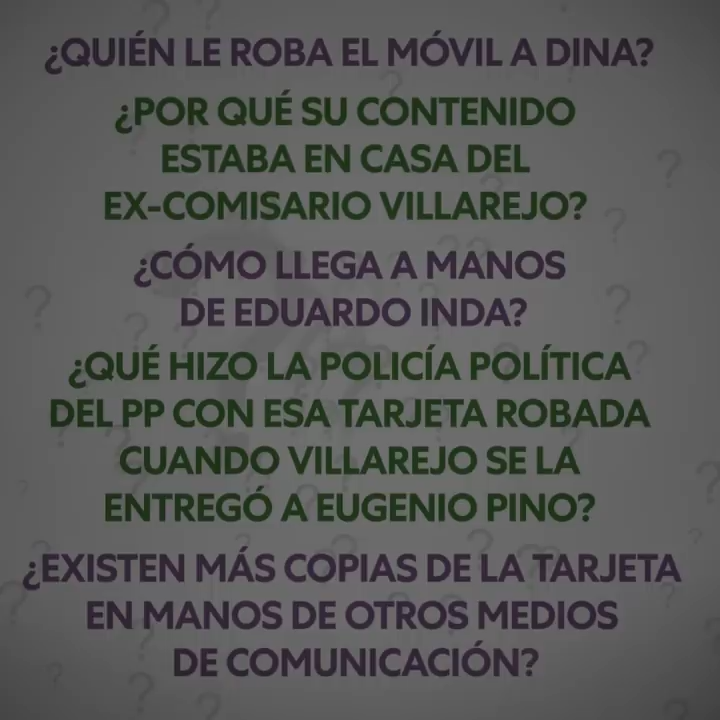 ¿QUIÉN LE ROBA EL MÓVIL A DINA?
¿POR QUÉ SU CONTENIDO
ESTABA EN CASA DEL
EX-COMISARIO VILLAREJO?
¿CÓMO LLEGA A MANOS
DE EDUARDO INDA?
¿QUÉ HIZO LA POLICÍA POLÍTICA
DEL PP CON ESA TARJETA ROBADA
CUANDO VILLAREJO SE LA
ENTREGÓ A EUGENIO PINO?
¿EXISTEN MÁS COPIAS DE LA TARJETA
EN MANOS DE OTROS MEDIOS
DE COMUNICACIÓN?